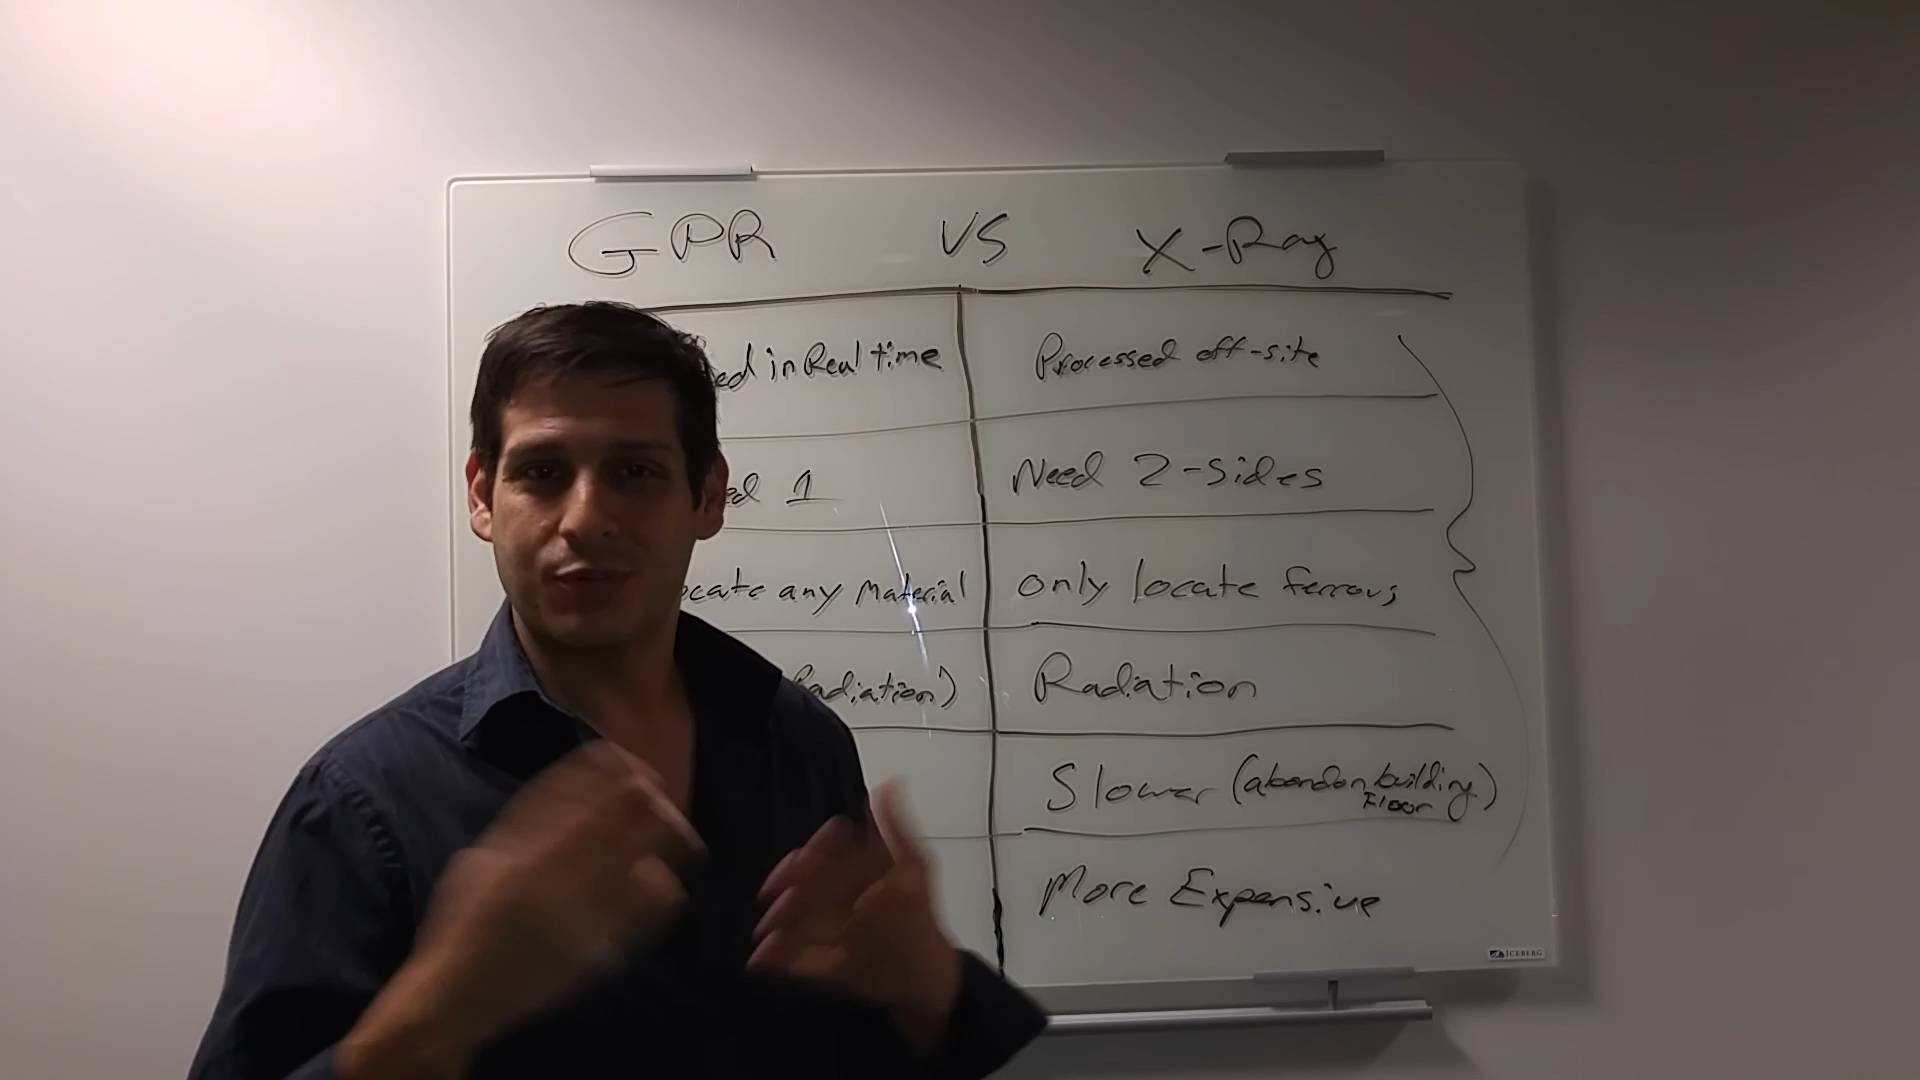 GPR VS X-Ray
ed in Real time Processed off-site
ed 1 Need 2-Sides
ocate any Material only locate ferrous
Radiation) Radiation
Slower (abandon building
Floor)
More Expensive
ICEBERG